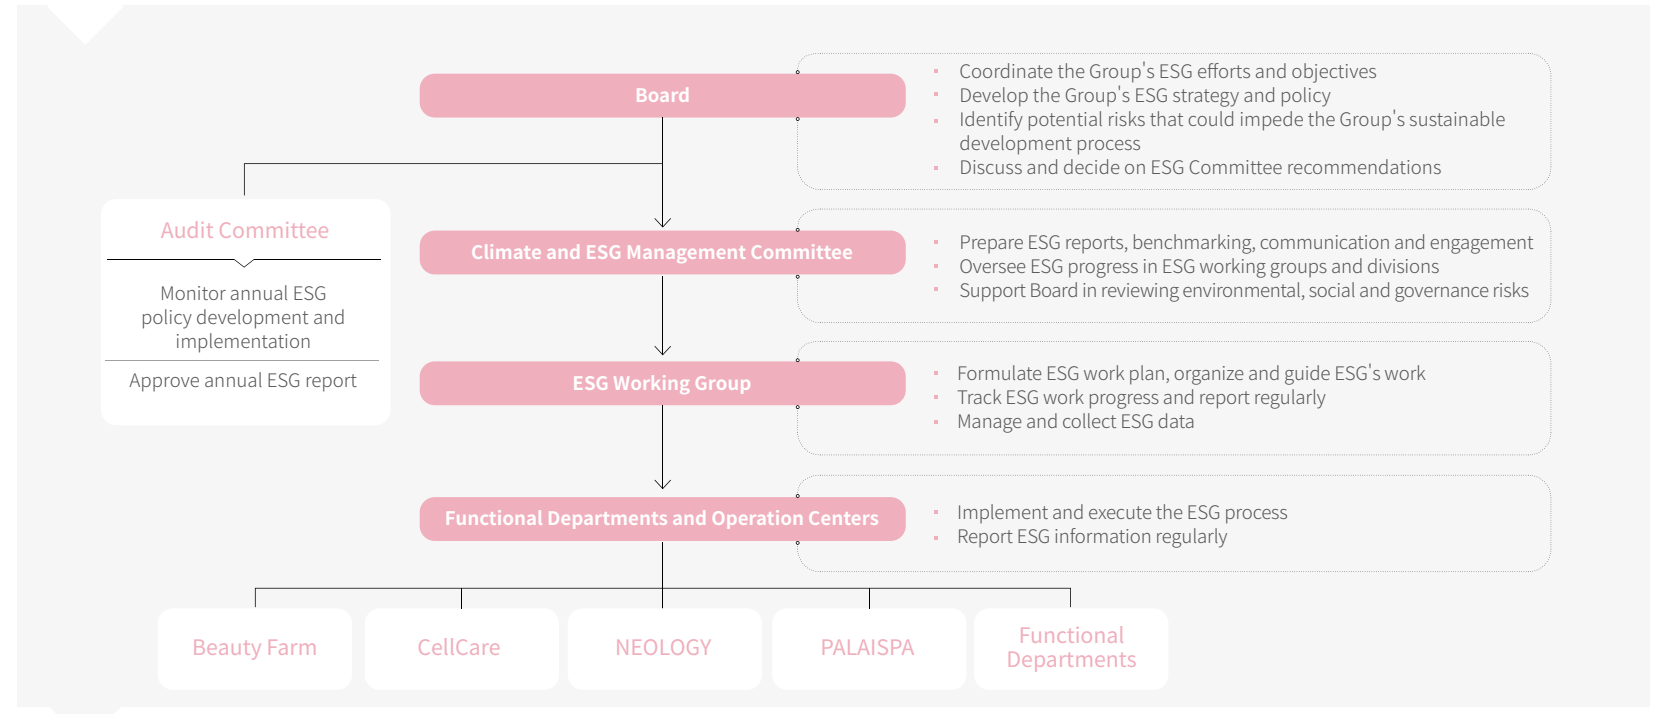 Board
Coordinate the Group's ESG efforts and objectives
Develop the Group's ESG strategy and policy
Identify potential risks that could impede the Group's sustainable
development process
Discuss and decide on ESG Committee recommendations
Audit Committee
Monitor annual ESG
policy development and
implementation
Approve annual ESG report
Climate and ESG Management Committee
Prepare ESG reports, benchmarking, communication and engagement
Oversee ESG progress in ESG working groups and divisions
Support Board in reviewing environmental, social and governance risks
ESG Working Group
Formulate ESG work plan, organize and guide ESG's work
Track ESG work progress and report regularly
Manage and collect ESG data
Functional Departments and Operation Centers
Implement and execute the ESG process
Report ESG information regularly
Beauty Farm
CellCare
NEOLOGY
PALAISPA
Functional
Departments